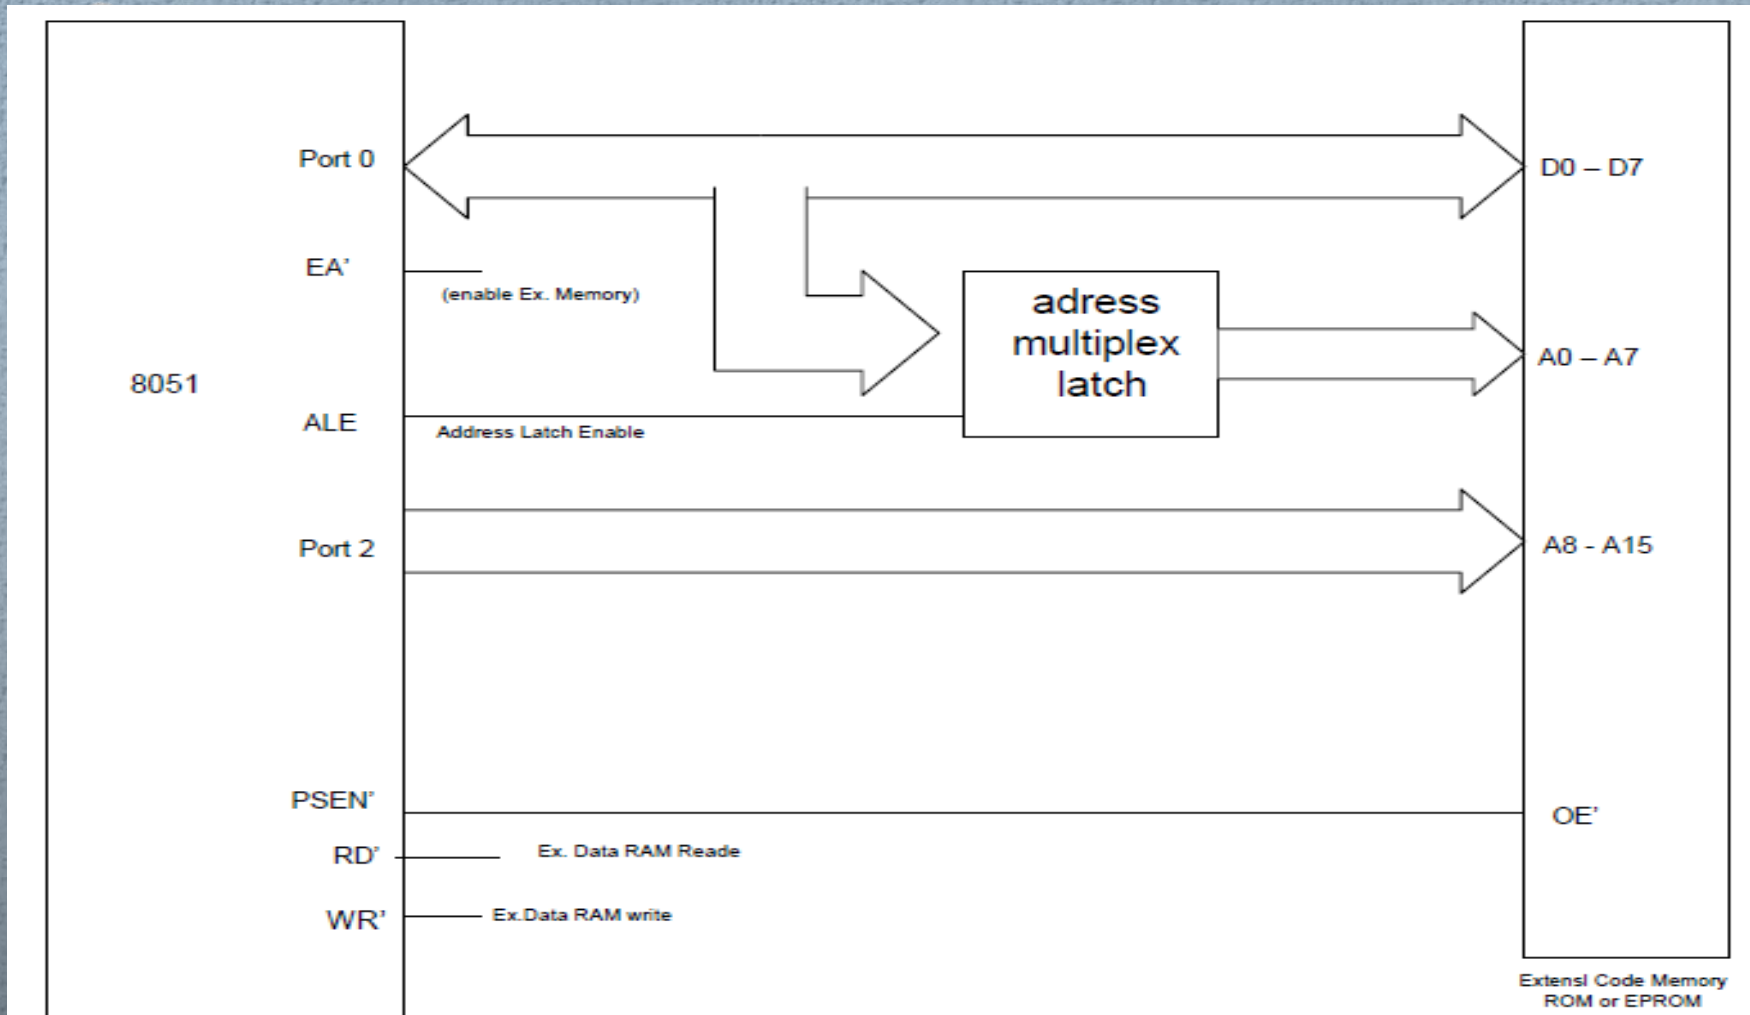 Port 0
D0 – D7
EA’
(enable Ex. Memory)
adress
multiplex
latch
A0 – A7
8051
ALE
Address Latch Enable
Port 2
A8 - A15
PSEN’
OE’
RD’
Ex. Data RAM Reade
WR’
Ex.Data RAM write
Extensl Code Memory
ROM or EPROM